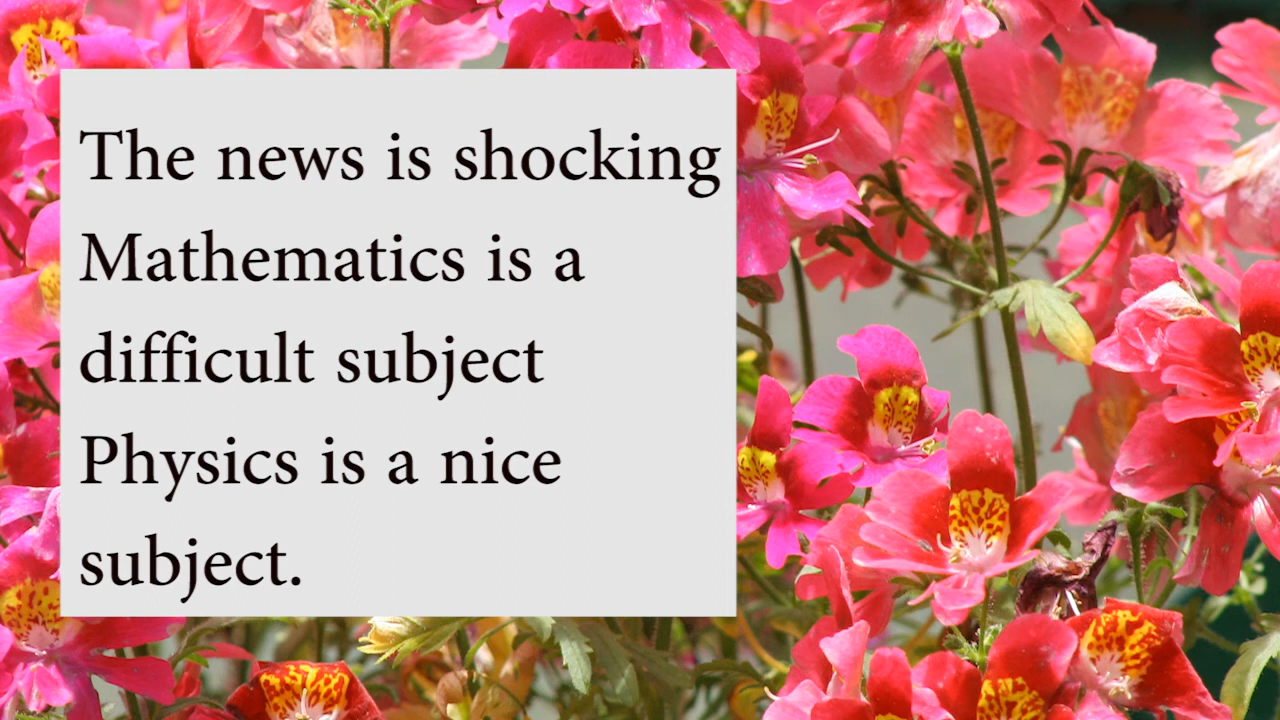 The news is shocking
Mathematics is a
difficult subject
Physics is a nice
subject.